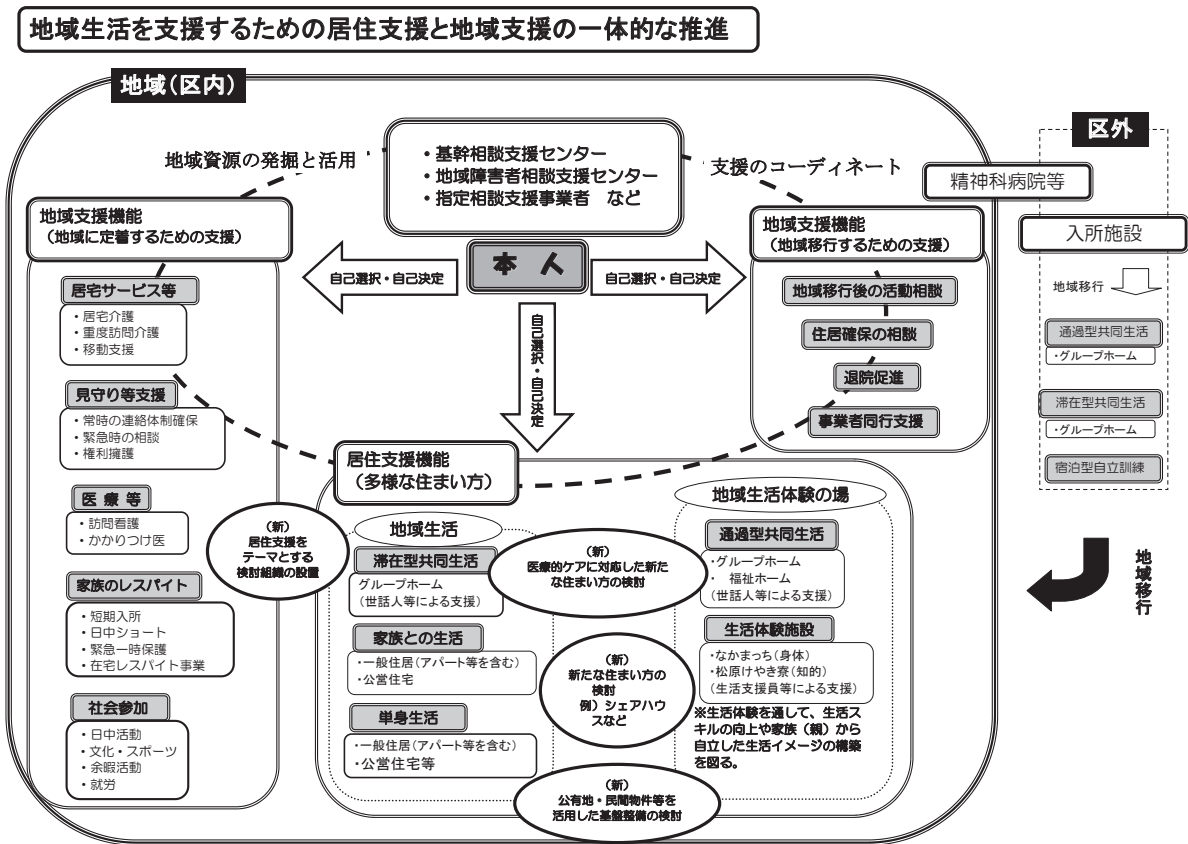 地域生活を支援するための居住支援と地域支援の一体的な推進
地域（区内）
地域資源の発掘と活用
・基幹相談支援センター
・地域障害者相談支援センター
・指定相談支援事業者　など
支援のコーディネート
区外
精神科病院等
入所施設
地域移行
通過型共同生活
・グループホーム
滞在型共同生活
・グループホーム
宿泊型自立訓練
地域移行
地域支援機能
（地域に定着するための支援）
本　人
自己選択・自己決定
自己選択・自己決定
自己選択・自己決定
地域支援機能
（地域移行するための支援）
地域移行後の活動相談
住居確保の相談
退院促進
事業者同行支援
居宅サービス等
・居宅介護
・重度訪問介護
・移動支援
見守り等支援
・常時の連絡体制確保
・緊急時の相談
・権利擁護
医 療 等
・訪問看護
・かかりつけ医
家族のレスパイト
・短期入所
・日中ショート
・緊急一時保護
・在宅レスパイト事業
社会参加
・日中活動
・文化・スポーツ
・余暇活動
・就労
居住支援機能
（多様な住まい方）
（新）
居住支援を
テーマとする
検討組織の設置
地域生活
滞在型共同生活
グループホーム
（世話人等による支援）
家族との生活
・一般住居（アパート等を含む）
・公営住宅
単身生活
・一般住居（アパート等を含む）
・公営住宅等
（新）
医療的ケアに対応した新た
な住まい方の検討
（新）
新たな住まい方の
検討
例）シェアハウ
スなど
（新）
公有地・民間物件等を
活用した基盤整備の検討
地域生活体験の場
通過型共同生活
・グループホーム
・　福祉ホーム
（世話人等による支援）
生活体験施設
・なかまっち（身体）
・松原けやき寮（知的）
（生活支援員等による支援）
※生活体験を通して、生活ス
キルの向上や家族（親）から
自立した生活イメージの構築
を図る。